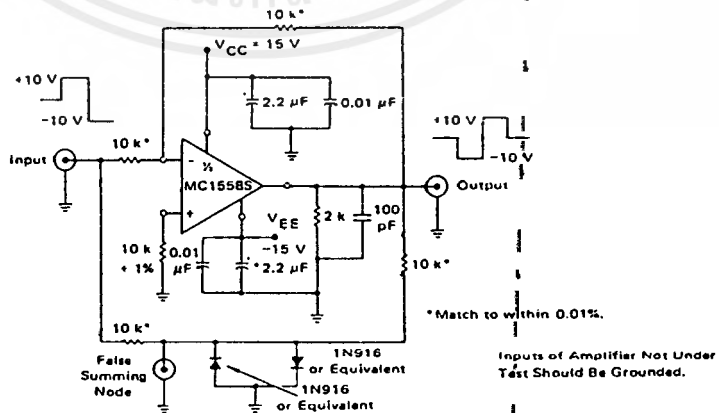 10 k*
VCC = 15 V
+10 V
-10 V
2.2 µF
0.01 µF
+10 V
-10 V
Input
10 k*
-
½
MC1558S
+
Output
VEE
-15 V
2 k
100
pF
10 k
+ 1%
0.01
µF
*2.2 µF
10 k*
*Match to within 0.01%.
10 k*
False
Summing
Node
1N916
or Equivalent
1N916
or Equivalent
Inputs of Amplifier Not Under
Test Should Be Grounded.